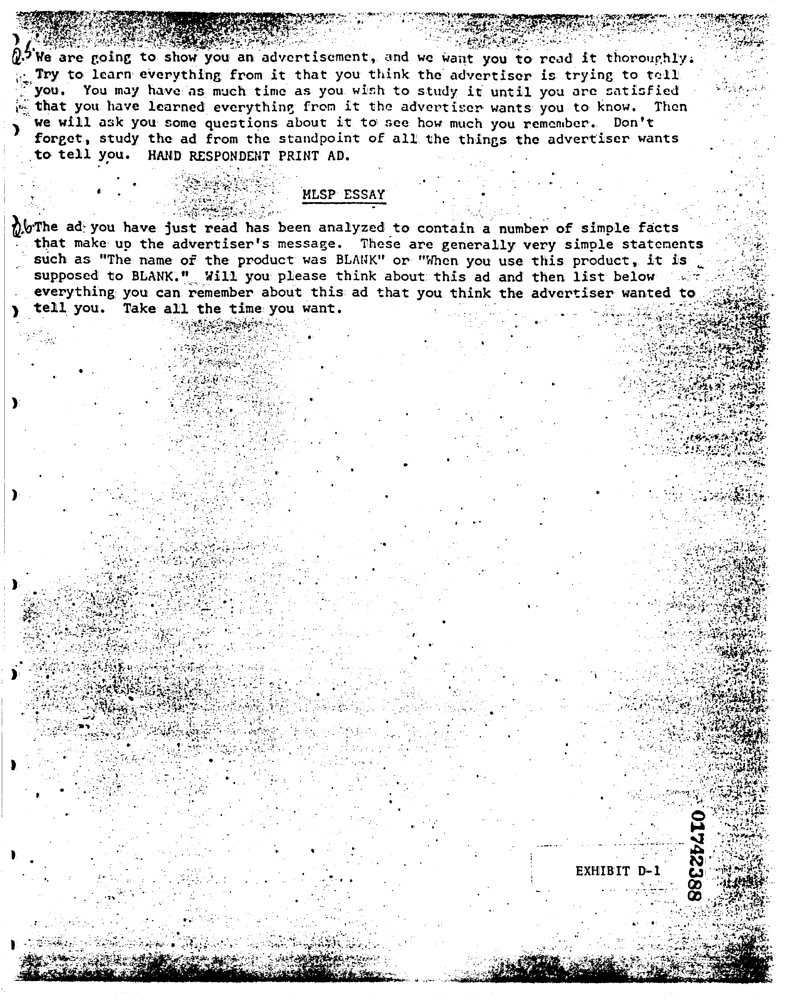 Q.5 We are going to show you an advertisement, and we want you to read it thoroughly.
Try to learn everything from it that you think the advertiser is trying to tell
you. You may have as much time as you wish to study it until you are satisfied
that you have learned everything from it the advertiser wants you to know. Then
we will ask you some questions about it to see how much you remember. Don't
forget, study the ad from the standpoint of all the things the advertiser wants
to tell you. HAND RESPONDENT PRINT AD.
MLSP ESSAY
Q.6 The ad you have just read has been analyzed to contain a number of simple facts
that make up the advertiser's message. These are generally very simple statements
such as "The name of the product was BLANK" or "When you use this product, it is
supposed to BLANK." Will you please think about this ad and then list below
everything you can remember about this ad that you think the advertiser wanted to
tell you. Take all the time you want.
EXHIBIT D-1
01742388